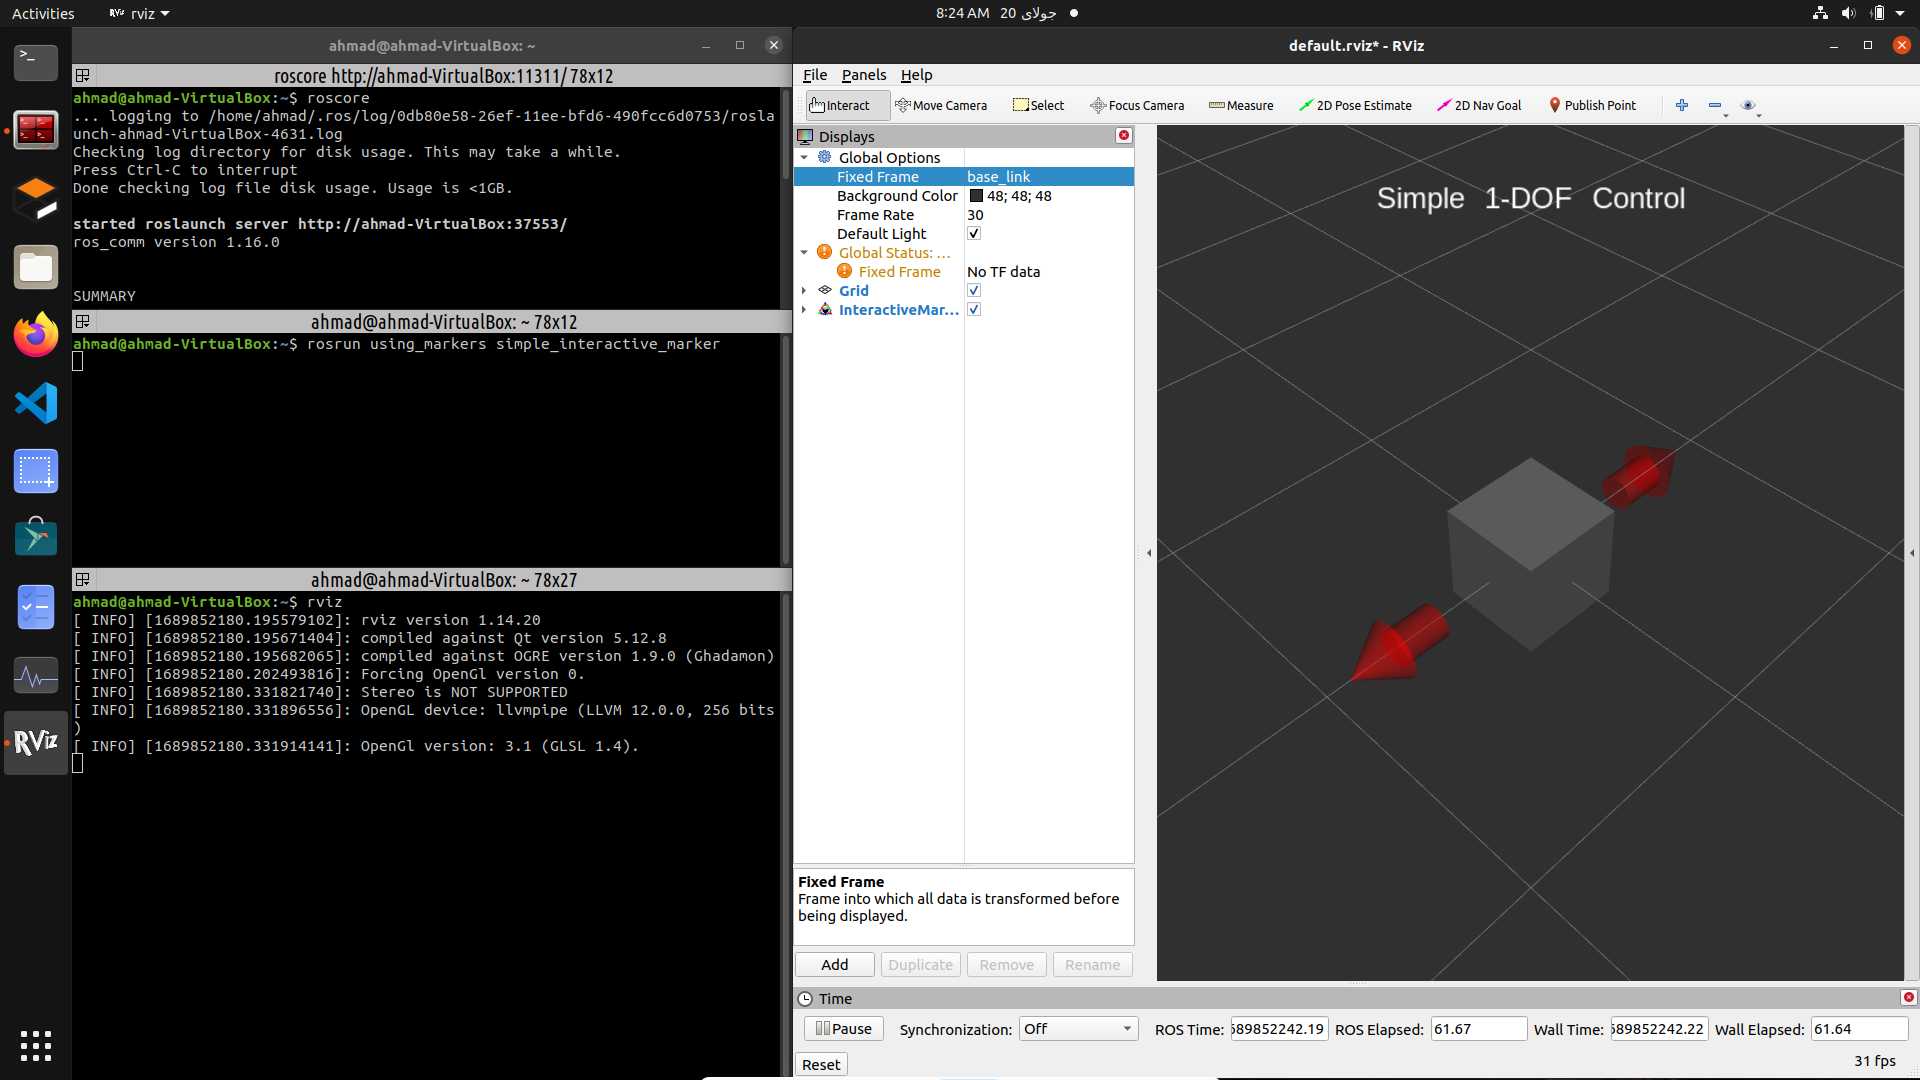 Activities
rviz
8:24 AM 20 جولای
ahmad@ahmad-VirtualBox: ~
roscore http://ahmad-VirtualBox:11311/ 78x12
ahmad@ahmad-VirtualBox:~$ roscore
... logging to /home/ahmad/.ros/log/0db80e58-26ef-11ee-bfd6-490fcc6d0753/rosla
unch-ahmad-VirtualBox-4631.log
Checking log directory for disk usage. This may take a while.
Press Ctrl-C to interrupt
Done checking log file disk usage. Usage is <1GB.
started roslaunch server http://ahmad-VirtualBox:37553/
ros_comm version 1.16.0
SUMMARY
ahmad@ahmad-VirtualBox: ~ 78x12
ahmad@ahmad-VirtualBox:~$ rosrun using_markers simple_interactive_marker
ahmad@ahmad-VirtualBox: ~ 78x27
ahmad@ahmad-VirtualBox:~$ rviz
[ INFO] [1689852180.195579102]: rviz version 1.14.20
[ INFO] [1689852180.195671404]: compiled against Qt version 5.12.8
[ INFO] [1689852180.195682065]: compiled against OGRE version 1.9.0 (Ghadamon)
[ INFO] [1689852180.202493816]: Forcing OpenGl version 0.
[ INFO] [1689852180.331821740]: Stereo is NOT SUPPORTED
[ INFO] [1689852180.331896556]: OpenGL device: llvmpipe (LLVM 12.0.0, 256 bits
)
[ INFO] [1689852180.331914141]: OpenGl version: 3.1 (GLSL 1.4).
RViz
default.rviz* - RViz
File Panels Help
Interact Move Camera Select Focus Camera Measure 2D Pose Estimate 2D Nav Goal Publish Point
Displays
Global Options
Fixed Frame base_link
Background Color 48; 48; 48
Frame Rate 30
Default Light
Global Status: ...
Fixed Frame No TF data
Grid
InteractiveMar...
Simple 1-DOF Control
Fixed Frame
Frame into which all data is transformed before
being displayed.
Add Duplicate Remove Rename
Time
Pause Synchronization: Off ROS Time: 689852242.19 ROS Elapsed: 61.67 Wall Time: 689852242.22 Wall Elapsed: 61.64
Reset 31 fps